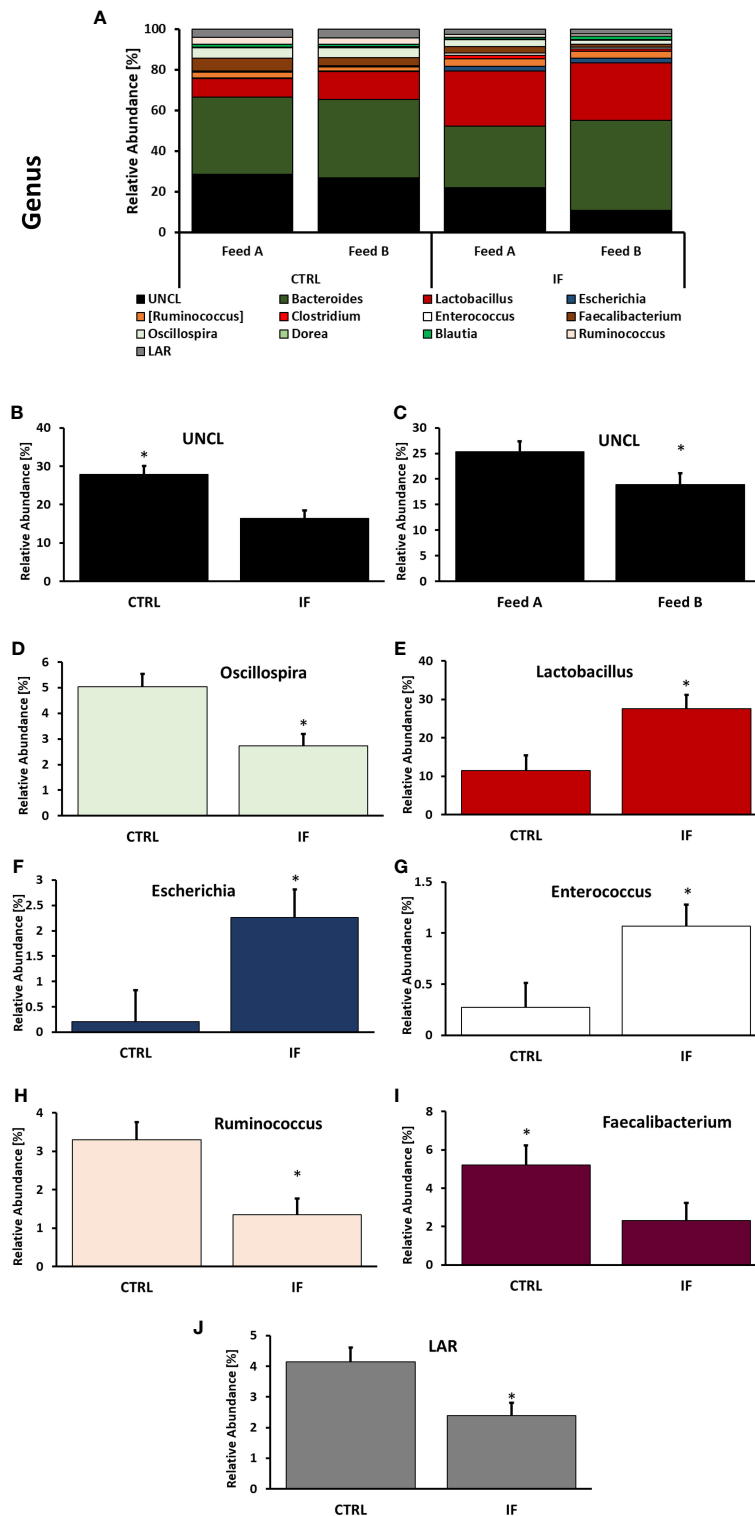 A
Genus
Relative Abundance [%]
100
80
60
40
20
0
Feed A Feed B Feed A Feed B
CTRL IF
UNCL Bacteroides Lactobacillus Escherichia
[Ruminococcus] Clostridium Enterococcus Faecalibacterium
Oscillospira Dorea Blautia Ruminococcus
LAR
B
UNCL
Relative Abundance [%]
40
30
20
10
0
*
CTRL IF
C
UNCL
Relative Abundance [%]
30
25
20
15
10
5
0
*
Feed A Feed B
D
Oscillospira
Relative Abundance [%]
6
5
4
3
2
1
0
*
CTRL IF
E
Lactobacillus
Relative Abundance [%]
40
30
20
10
0
*
CTRL IF
F
Escherichia
Relative Abundance [%]
3
2.5
2
1.5
1
0.5
0
*
CTRL IF
G
Enterococcus
Relative Abundance [%]
1.5
1
0.5
0
*
CTRL IF
H
Ruminococcus
Relative Abundance [%]
4
3
2
1
0
*
CTRL IF
I
Faecalibacterium
Relative Abundance [%]
8
6
4
2
0
*
CTRL IF
J
LAR
Relative Abundance [%]
5
4
3
2
1
0
*
CTRL IF